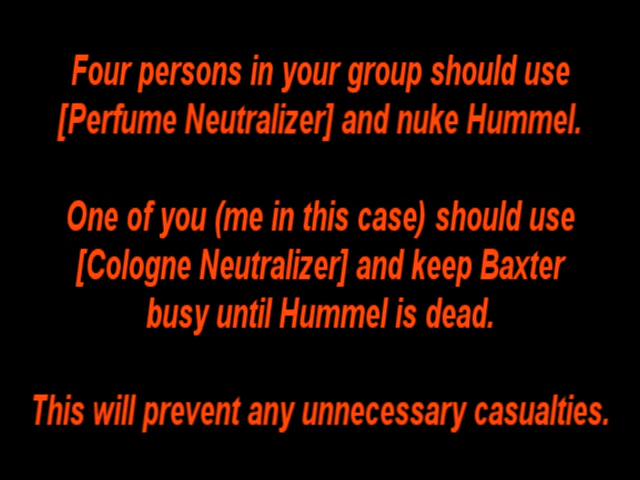 Four persons in your group should use
[Perfume Neutralizer] and nuke Hummel.
One of you (me in this case) should use
[Cologne Neutralizer] and keep Baxter
busy until Hummel is dead.
This will prevent any unnecessary casualties.